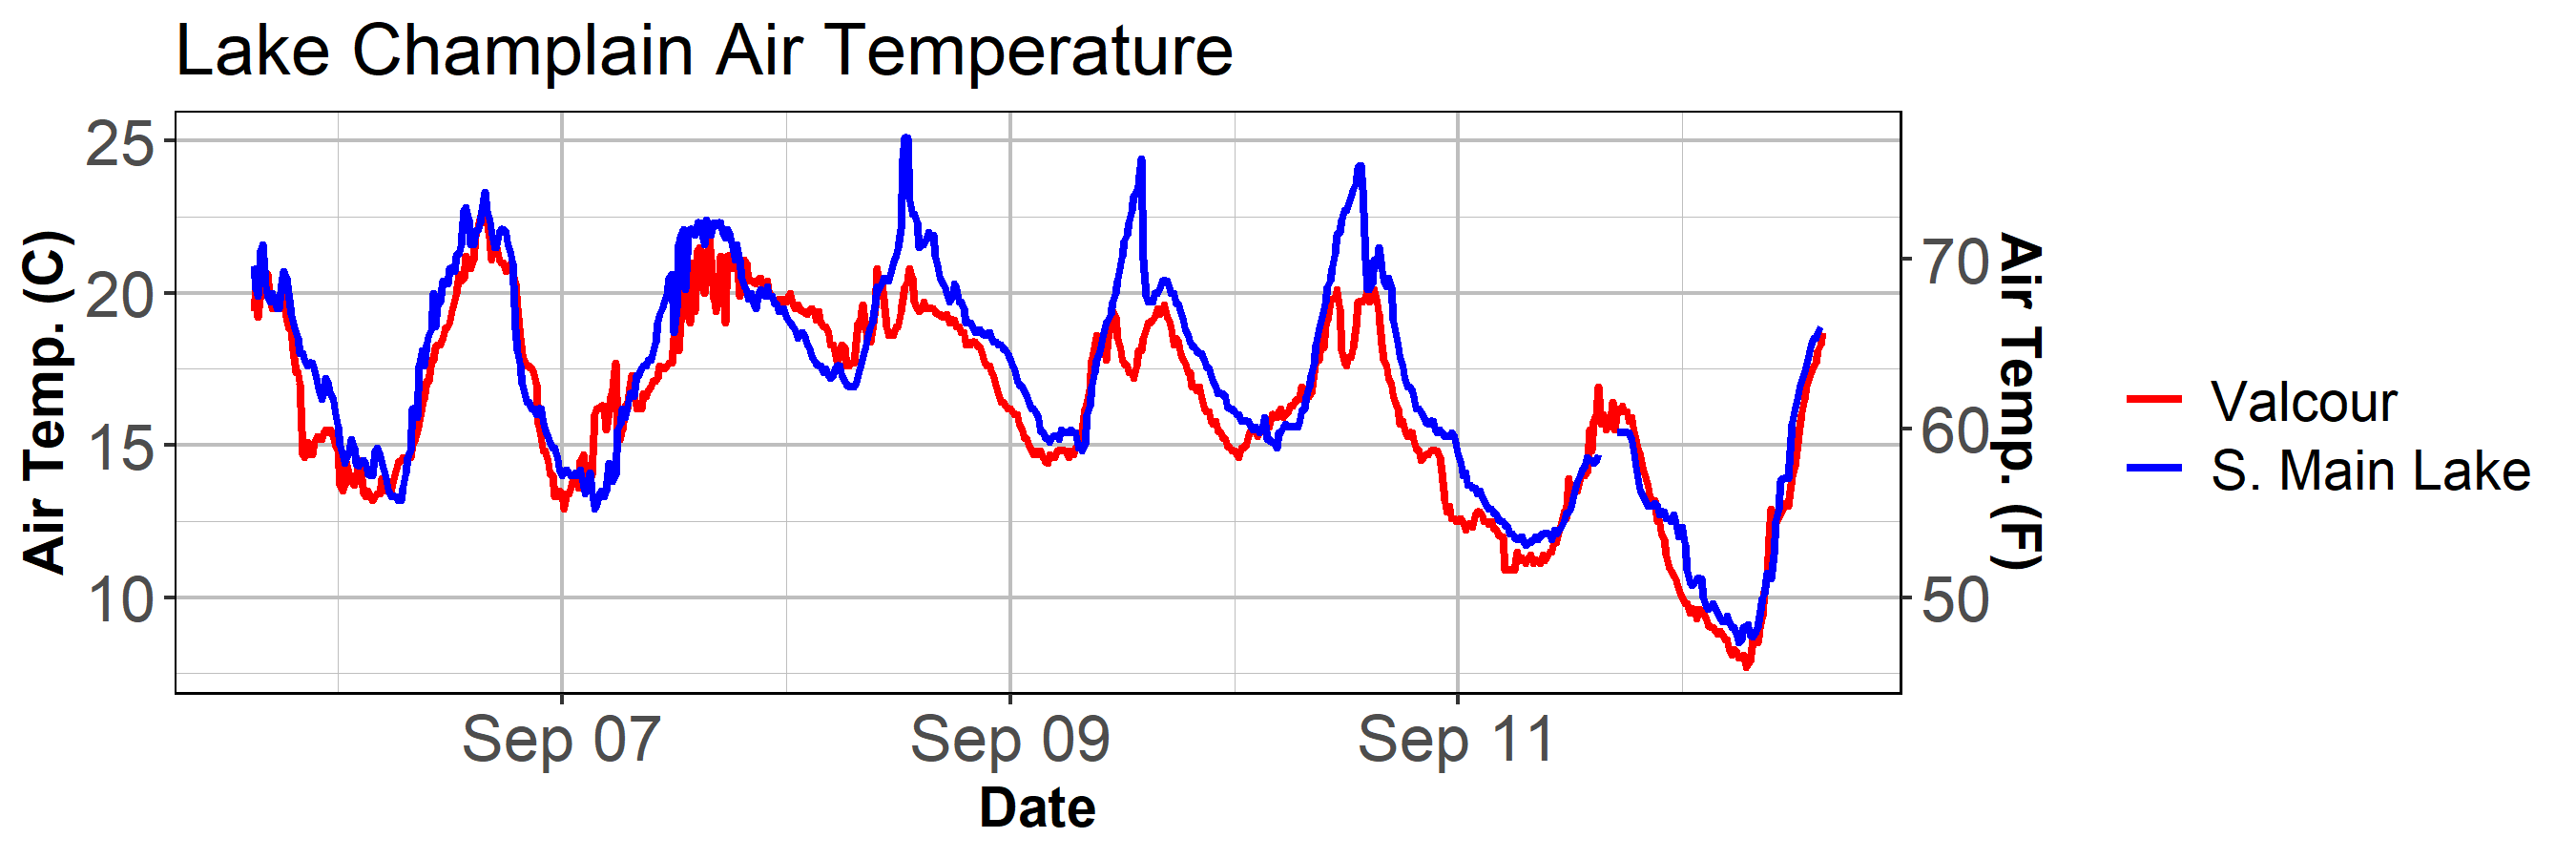 Lake Champlain Air Temperature
Air Temp. (C)
25
20
15
10
70
60
50
Air Temp. (F)
Sep 07
Sep 09
Sep 11
Date
Valcour
S. Main Lake